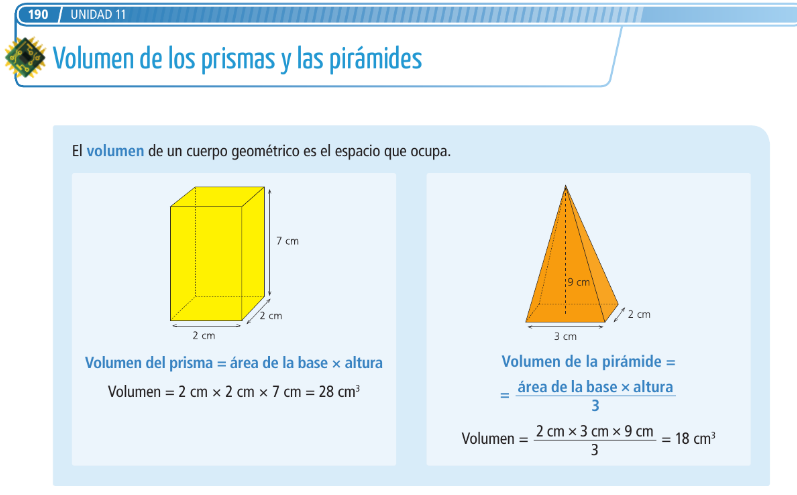 190 / UNIDAD 11
Volumen de los prismas y las pirámides
El volumen de un cuerpo geométrico es el espacio que ocupa.
7 cm
2 cm
2 cm
Volumen del prisma = área de la base × altura
Volumen = 2 cm × 2 cm × 7 cm = 28 cm³
9 cm
2 cm
3 cm
Volumen de la pirámide =
= área de la base × altura
3
Volumen = 2 cm × 3 cm × 9 cm = 18 cm³
3